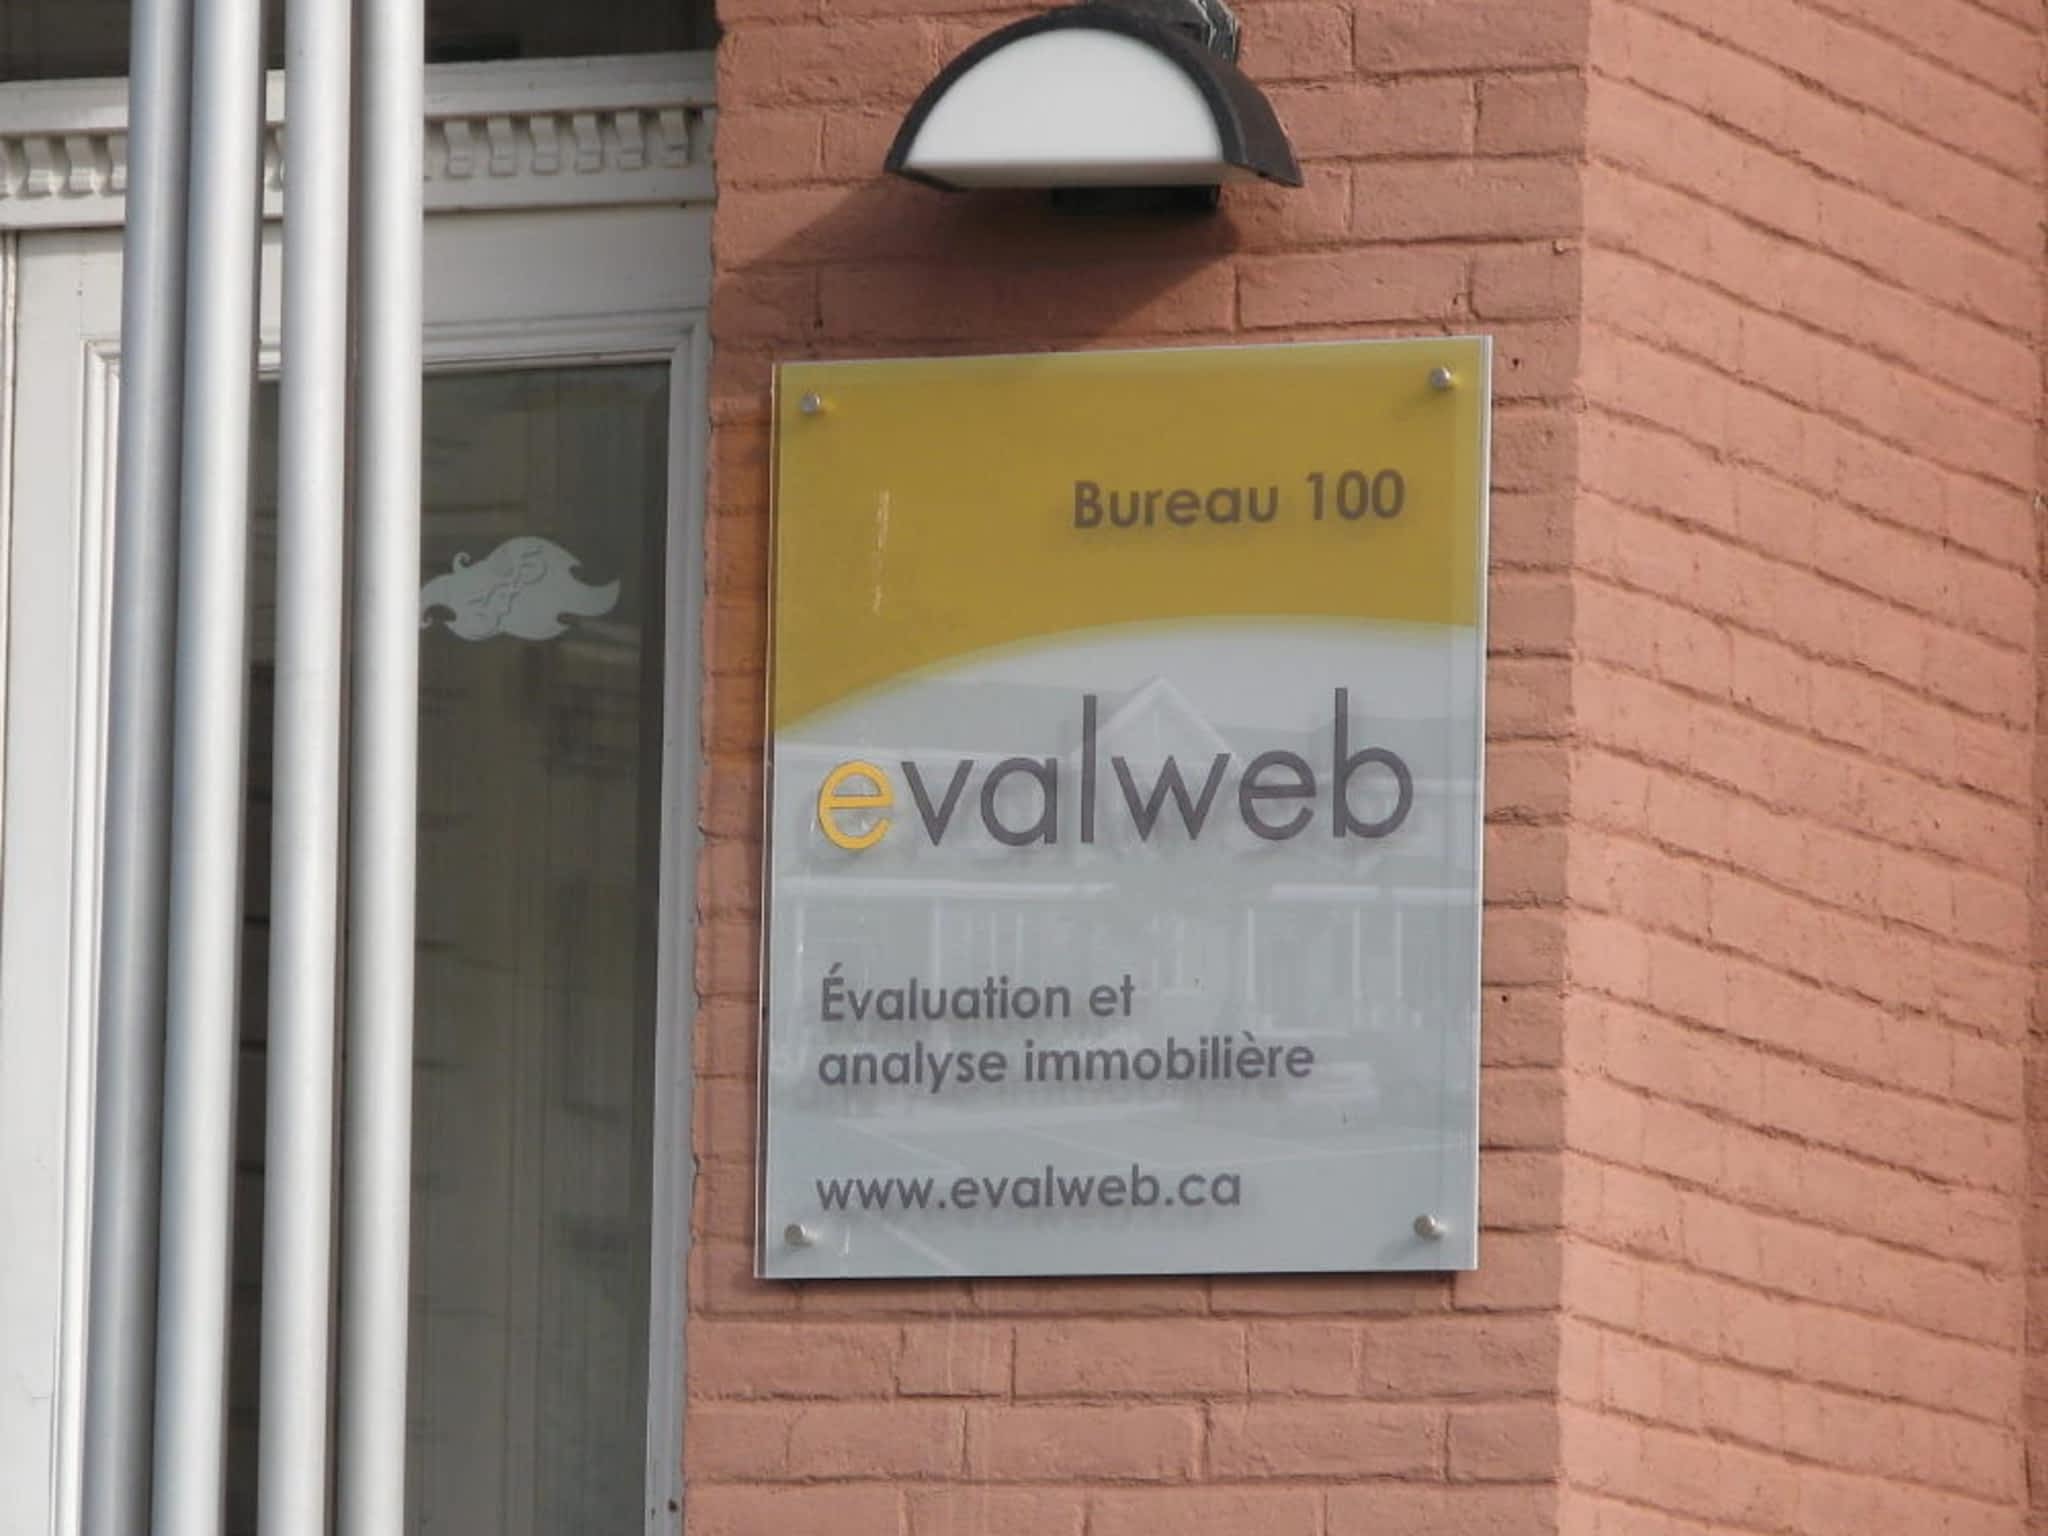 Bureau 100
evalweb
Évaluation et
analyse immobilière
www.evalweb.ca